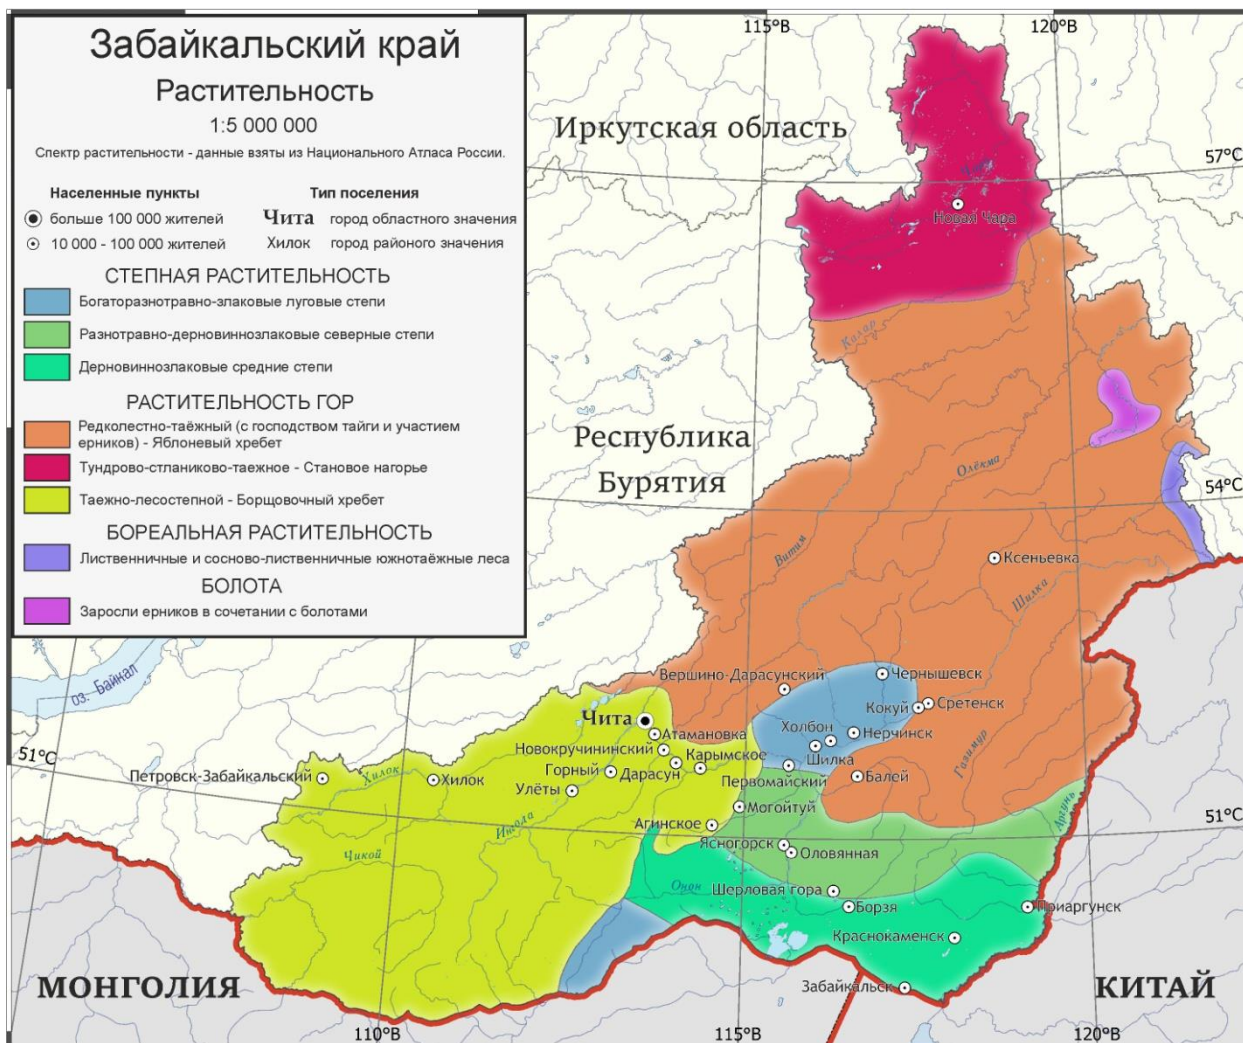 Забайкальский край
Растительность
1:5 000 000
Спектр растительности - данные взяты из Национального Атласа России.
Населенные пункты
больше 100 000 жителей
10 000 - 100 000 жителей
Тип поселения
Чита город областного значения
Хилок город районого значения
СТЕПНАЯ РАСТИТЕЛЬНОСТЬ
Богаторазнотравно-злаковые луговые степи
Разнотравно-дерновиннозлаковые северные степи
Дерновиннозлаковые средние степи
РАСТИТЕЛЬНОСТЬ ГОР
Редколестно-таёжный (с господством тайги и участием
ерников) - Яблоневый хребет
Тундрово-стланиково-таежное - Становое нагорье
Таежно-лесостепной - Борщовочный хребет
БОРЕАЛЬНАЯ РАСТИТЕЛЬНОСТЬ
Лиственничные и сосново-лиственничные южнотаёжные леса
БОЛОТА
Заросли ерников в сочетании с болотами
115°В
120°В
Иркутская область
57°С
Чара
Новая Чара
Калар
Республика
Бурятия
Олёкма
54°С
Витим
Ксеньевка
Шилка
оз. Байкал
Вершино-Дарасунский
Чернышевск
Кокуй
Сретенск
Чита
Атамановка
Холбон
Нерчинск
Шилка
Новокручининский
Карымское
Газимур
51°С
Петровск-Забайкальский
Хилок
Хилок
Горный
Дарасун
Первомайский
Балей
Улёты
Могойтуй
Аргунь
Ингода
Агинское
51°С
Чикой
Ясногорск
Оловянная
Онон
Шерловая гора
Борзя
Приаргунск
Краснокаменск
Забайкальск
МОНГОЛИЯ
КИТАЙ
110°В
115°В
120°В